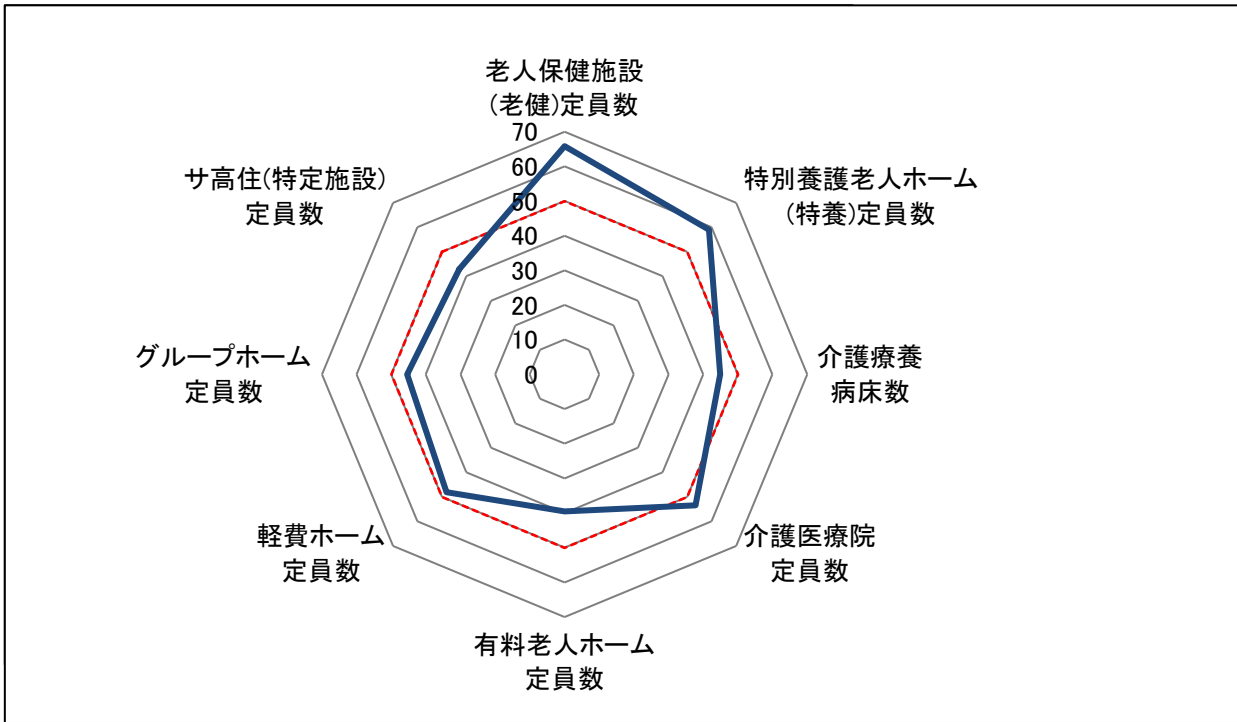 老人保健施設
(老健)定員数
特別養護老人ホーム
(特養)定員数
介護療養
病床数
介護医療院
定員数
有料老人ホーム
定員数
軽費ホーム
定員数
グループホーム
定員数
サ高住(特定施設)
定員数
70
60
50
40
30
20
10
0